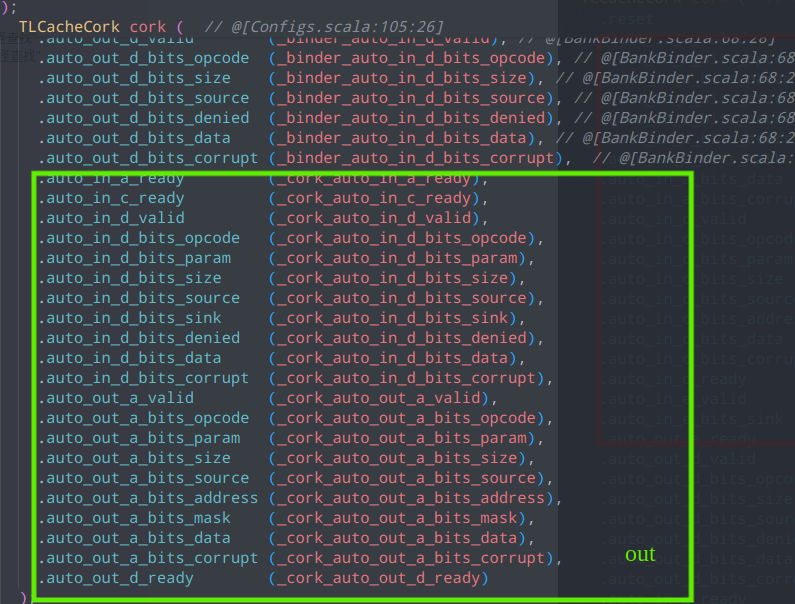 );
TLCacheCork cork (  // @[Configs.scala:105:26]
.auto_out_d_valid (_binder_auto_in_d_valid), // @[BankBinder.scala:68:28]
.auto_out_d_bits_opcode (_binder_auto_in_d_bits_opcode), // @[BankBinder.scala:68
.auto_out_d_bits_size (_binder_auto_in_d_bits_size), // @[BankBinder.scala:68:2
.auto_out_d_bits_source (_binder_auto_in_d_bits_source), // @[BankBinder.scala:68
.auto_out_d_bits_denied (_binder_auto_in_d_bits_denied), // @[BankBinder.scala:68
.auto_out_d_bits_data (_binder_auto_in_d_bits_data), // @[BankBinder.scala:68:2
.auto_out_d_bits_corrupt (_binder_auto_in_d_bits_corrupt),  // @[BankBinder.scala:
.auto_in_a_ready (_cork_auto_in_a_ready),
.auto_in_c_ready (_cork_auto_in_c_ready),
.auto_in_d_valid (_cork_auto_in_d_valid),
.auto_in_d_bits_opcode (_cork_auto_in_d_bits_opcode),
.auto_in_d_bits_param (_cork_auto_in_d_bits_param),
.auto_in_d_bits_size (_cork_auto_in_d_bits_size),
.auto_in_d_bits_source (_cork_auto_in_d_bits_source),
.auto_in_d_bits_sink (_cork_auto_in_d_bits_sink),
.auto_in_d_bits_denied (_cork_auto_in_d_bits_denied),
.auto_in_d_bits_data (_cork_auto_in_d_bits_data),
.auto_in_d_bits_corrupt (_cork_auto_in_d_bits_corrupt),
.auto_out_a_valid (_cork_auto_out_a_valid),
.auto_out_a_bits_opcode (_cork_auto_out_a_bits_opcode),
.auto_out_a_bits_param (_cork_auto_out_a_bits_param),
.auto_out_a_bits_size (_cork_auto_out_a_bits_size),
.auto_out_a_bits_source (_cork_auto_out_a_bits_source),
.auto_out_a_bits_address (_cork_auto_out_a_bits_address),
.auto_out_a_bits_mask (_cork_auto_out_a_bits_mask),
.auto_out_a_bits_data (_cork_auto_out_a_bits_data),
.auto_out_a_bits_corrupt (_cork_auto_out_a_bits_corrupt),
out
.auto_out_d_ready (_cork_auto_out_d_ready)
);